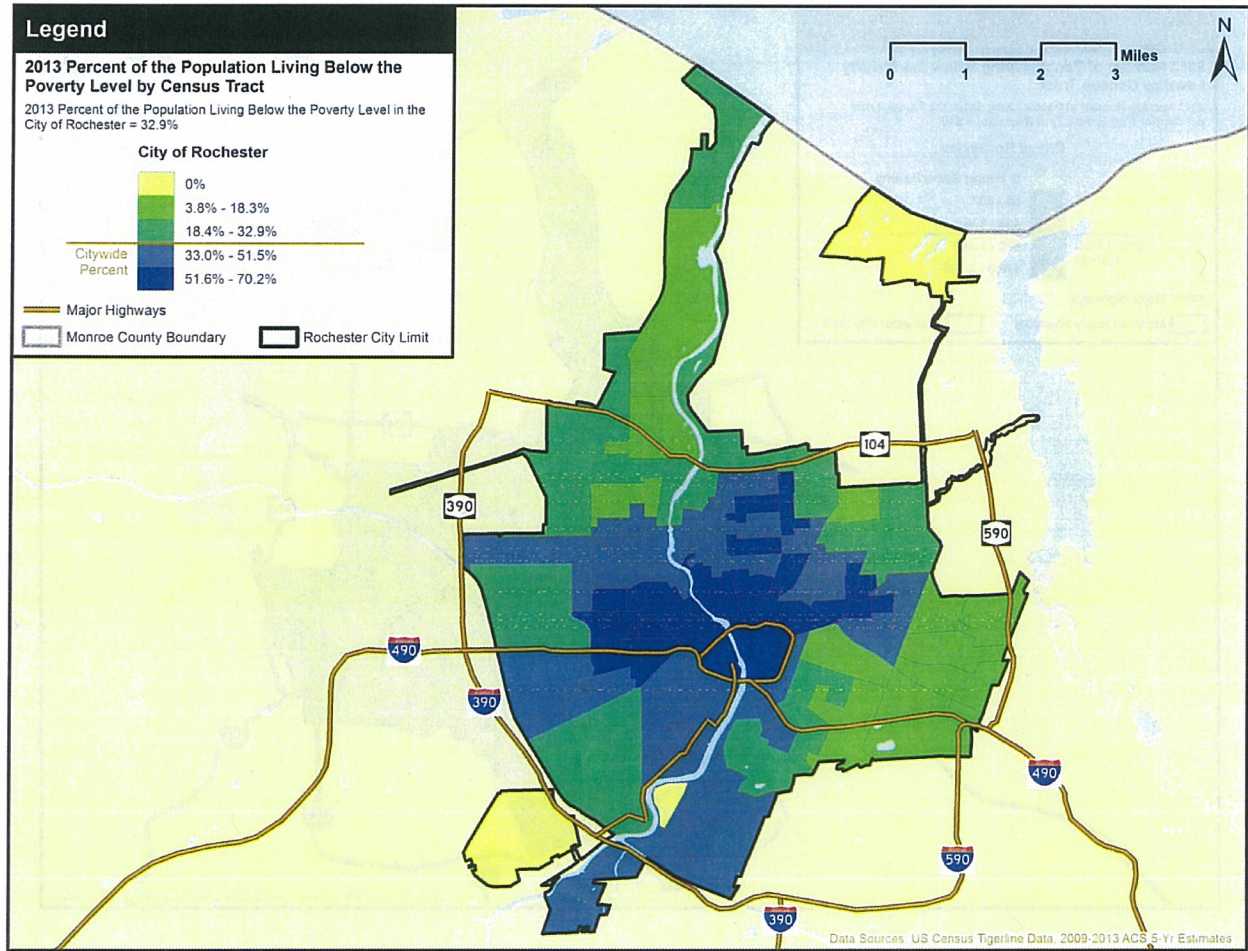 Legend
2013 Percent of the Population Living Below the
Poverty Level by Census Tract
2013 Percent of the Population Living Below the Poverty Level in the
City of Rochester = 32.9%
City of Rochester
0%
3.8% - 18.3%
18.4% - 32.9%
Citywide
Percent
33.0% - 51.5%
51.6% - 70.2%
Major Highways
Monroe County Boundary
Rochester City Limit
0 1 2 3 Miles
N
104
390
590
490
390
490
590
390
Data Sources: US Census Tigerline Data, 2009-2013 ACS 5-Yr Estimates